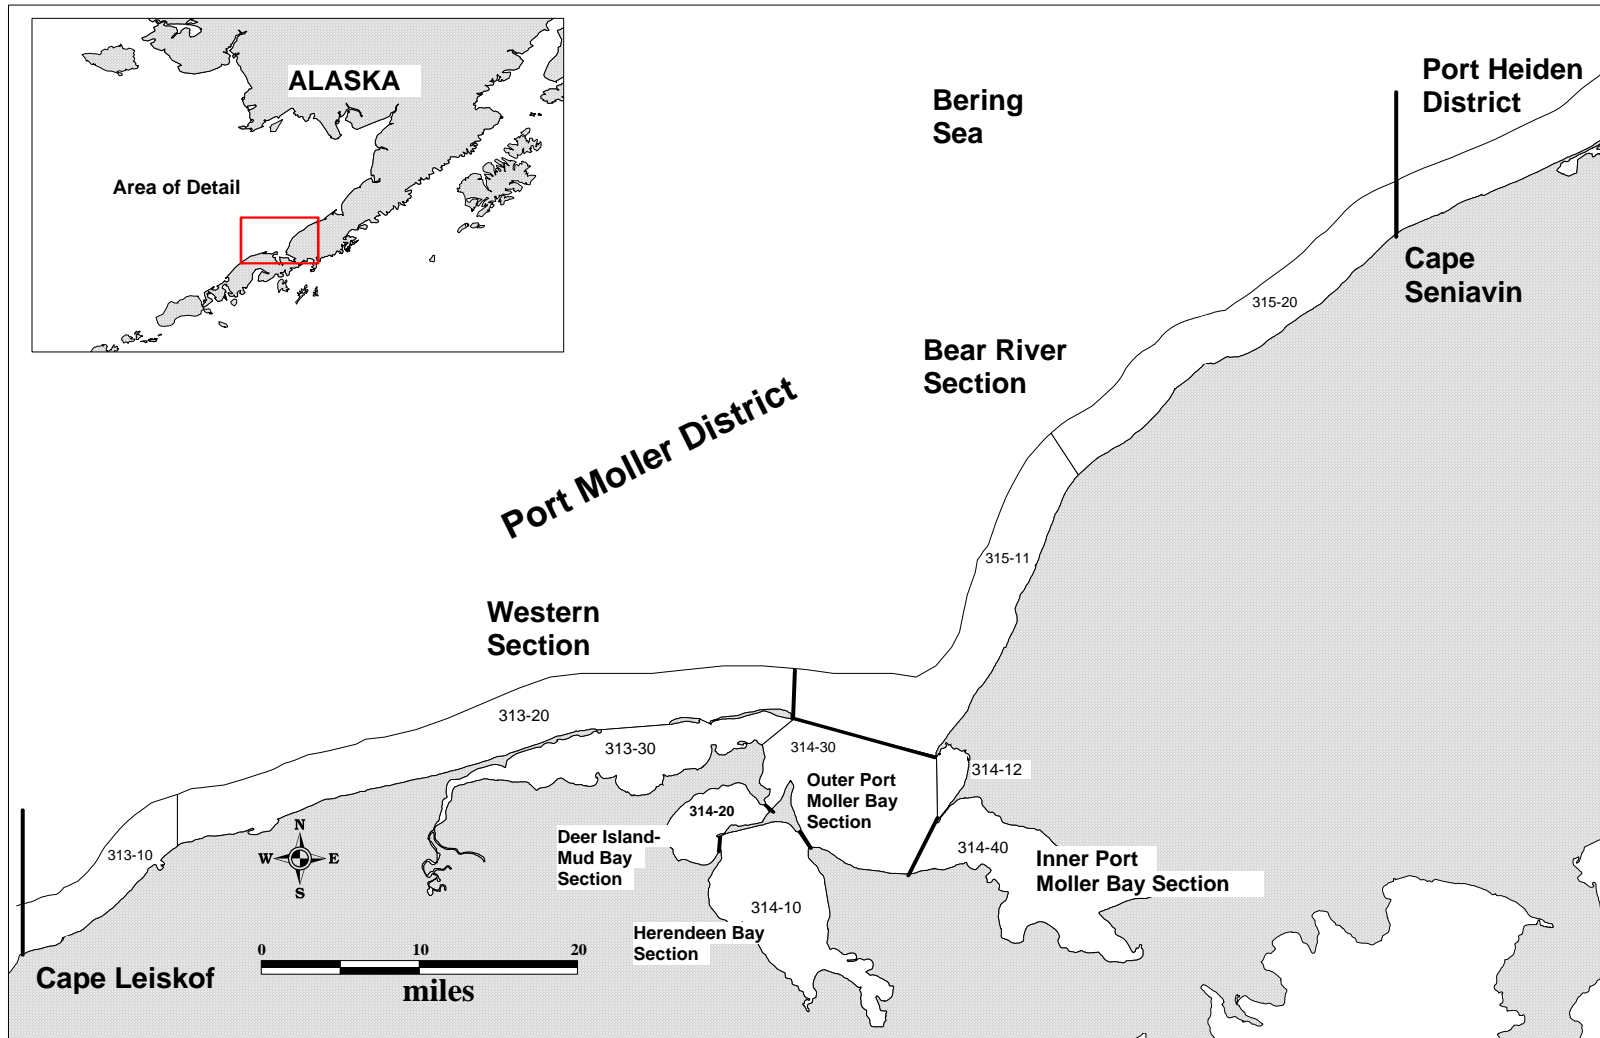 ALASKA
Area of Detail
Bering
Sea
Port Heiden
District
Cape
Seniavin
315-20
Bear River
Section
Port Moller District
315-11
Western
Section
313-20
313-30
314-30
314-12
Outer Port
Moller Bay
Section
314-20
Deer Island-
Mud Bay
Section
313-10
N
W
E
S
314-40
Inner Port
Moller Bay Section
314-10
Herendeen Bay
Section
0
10
20
miles
Cape Leiskof